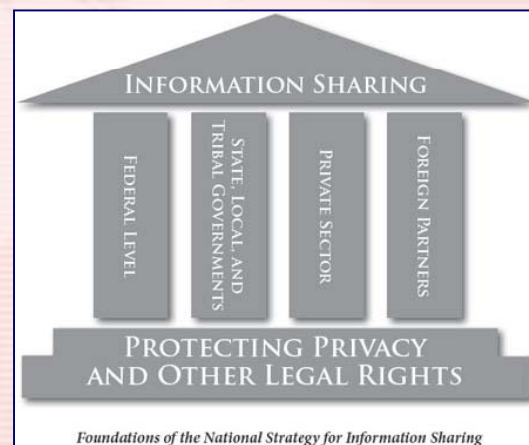 INFORMATION SHARING
FEDERAL LEVEL
STATE, LOCAL, AND
TRIBAL GOVERNMENTS
PRIVATE SECTOR
FOREIGN PARTNERS
PROTECTING PRIVACY
AND OTHER LEGAL RIGHTS
Foundations of the National Strategy for Information Sharing